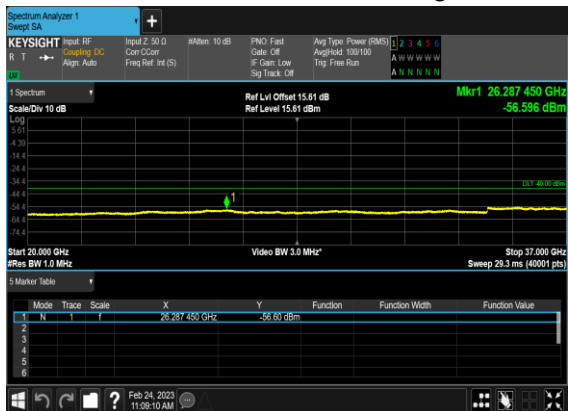 Spectrum Analyzer 1
Swept SA
KEYSIGHT Input: RF Input Z: 50 Ω #Atten: 10 dB PNO: Fast Avg Type: Power (RMS) 1 2 3 4 5 6
R T Coupling: DC Corr CCorr Gate: Off Avg|Hold: 100/100 A W W W W W
Align: Auto Freq Ref: Int (S) IF Gain: Low Trig: Free Run
Sig Track: Off A N N N N N
LXI
1 Spectrum Ref Lvl Offset 15.61 dB Mkr1 26.287 450 GHz
Scale/Div 10 dB Ref Level 15.61 dBm -56.596 dBm
Log
5.61
-4.39
-14.4
-24.4
-34.4
-44.4
-54.4
-64.4
-74.4
1
Start 20.000 GHz Video BW 3.0 MHz* Stop 37.000 GHz
#Res BW 1.0 MHz Sweep 29.3 ms (40001 pts)
5 Marker Table
Mode Trace Scale X Y Function Function Width Function Value
1 N 1 f 26.287 450 GHz -56.60 dBm
2
3
4
5
6
? Feb 24, 2023
11:09:10 AM